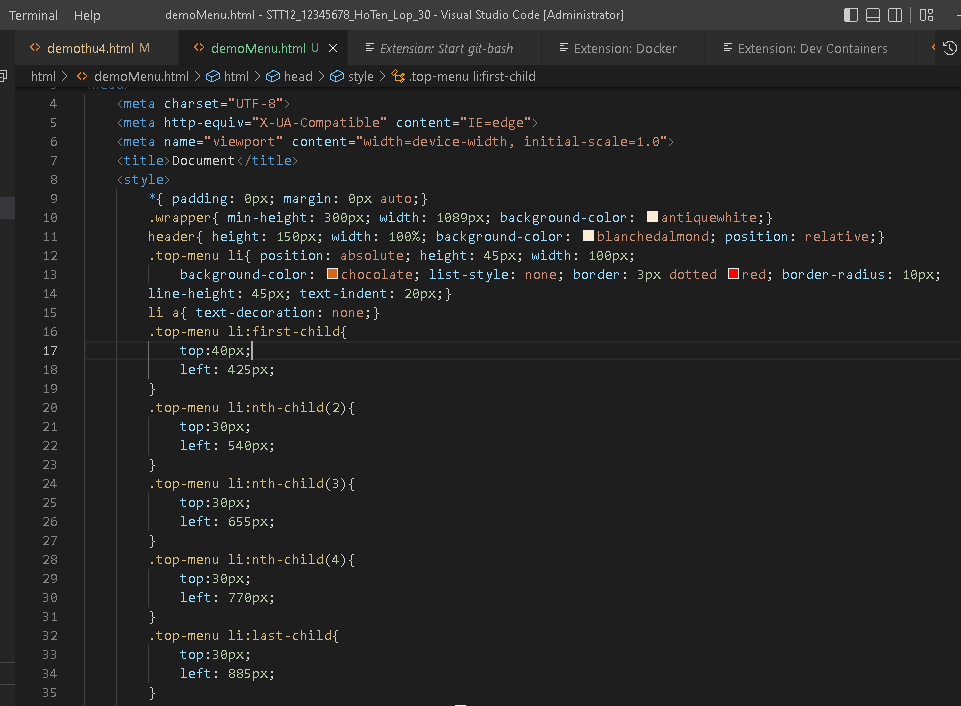 Terminal Help demoMenu.html - STT12_12345678_HoTen_Lop_30 - Visual Studio Code [Administrator]
demothu4.html M demoMenu.html U Extension: Start git-bash Extension: Docker Extension: Dev Containers
html > demoMenu.html > html > head > style > .top-menu li:first-child
4 <meta charset="UTF-8">
5 <meta http-equiv="X-UA-Compatible" content="IE=edge">
6 <meta name="viewport" content="width=device-width, initial-scale=1.0">
7 <title>Document</title>
8 <style>
9 *{ padding: 0px; margin: 0px auto;}
10 .wrapper{ min-height: 300px; width: 1089px; background-color: antiquewhite;}
11 header{ height: 150px; width: 100%; background-color: blanchedalmond; position: relative;}
12 .top-menu li{ position: absolute; height: 45px; width: 100px;
13 background-color: chocolate; list-style: none; border: 3px dotted red; border-radius: 10px;
14 line-height: 45px; text-indent: 20px;}
15 li a{ text-decoration: none;}
16 .top-menu li:first-child{
17 top:40px;
18 left: 425px;
19 }
20 .top-menu li:nth-child(2){
21 top:30px;
22 left: 540px;
23 }
24 .top-menu li:nth-child(3){
25 top:30px;
26 left: 655px;
27 }
28 .top-menu li:nth-child(4){
29 top:30px;
30 left: 770px;
31 }
32 .top-menu li:last-child{
33 top:30px;
34 left: 885px;
35 }